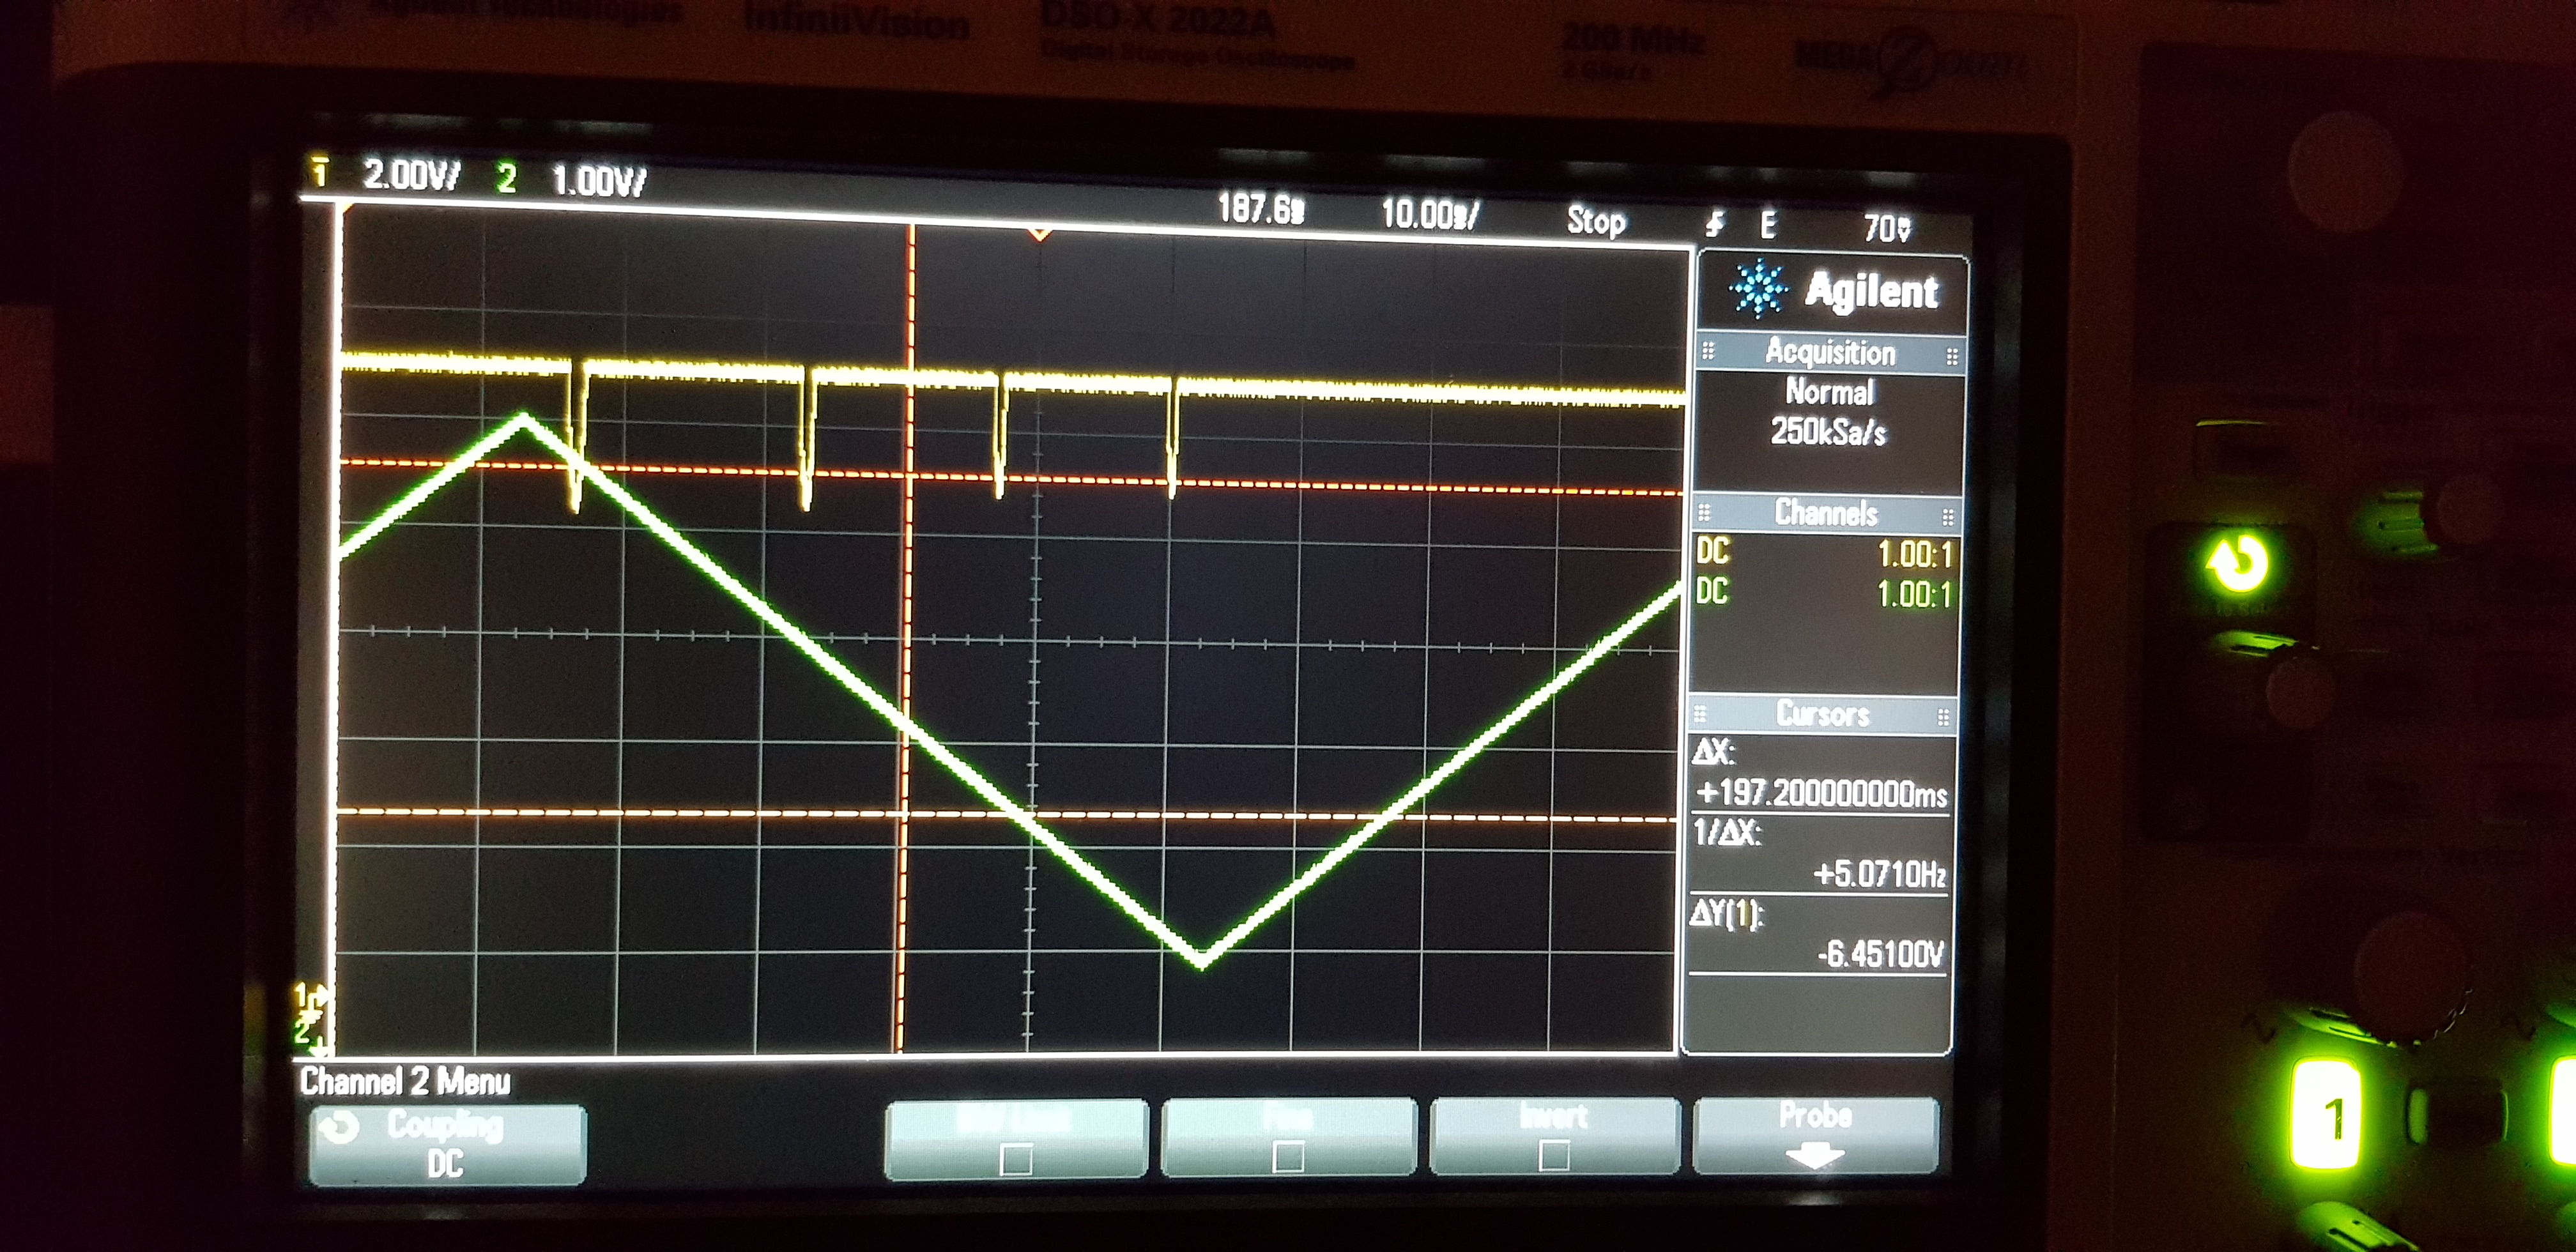 Agilent Technologies InfiniiVision DSO-X 2022A 200 MHz MEGA Zoom
Digital Storage Oscilloscope 2 GSa/s
1 2.00V/ 2 1.00V/ 187.6s 10.00s/ Stop E 70
Agilent
Acquisition
Normal
250kSa/s
Channels
DC 1.00:1
DC 1.00:1
Cursors
ΔX:
+197.200000000ms
1/ΔX:
+5.0710Hz
ΔY(1):
-6.45100V
1
2
Channel 2 Menu
Coupling Fine Invert Probe
DC
1